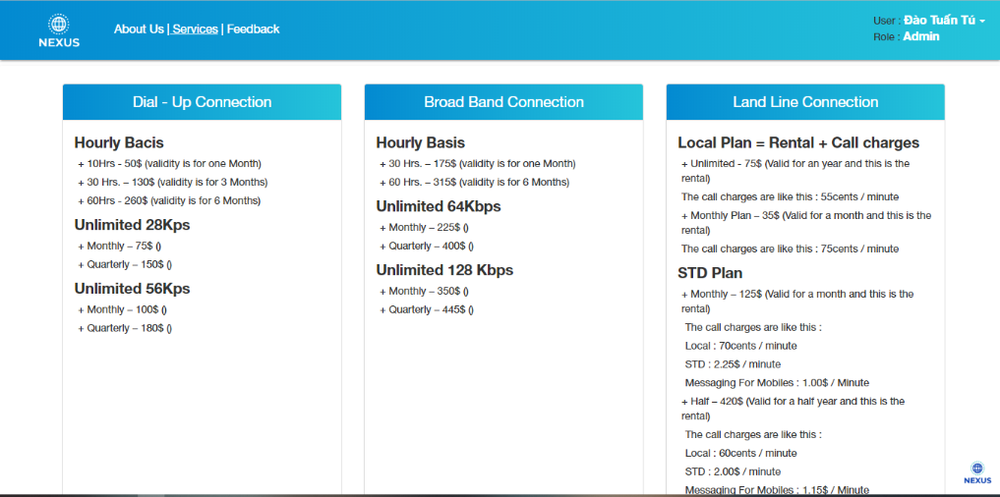 NEXUS
About Us | Services | Feedback
User : Đào Tuấn Tú
Role : Admin
Dial - Up Connection
Hourly Bacis
+ 10Hrs - 50$ (validity is for one Month)
+ 30 Hrs. – 130$ (validity is for 3 Months)
+ 60Hrs - 260$ (validity is for 6 Months)
Unlimited 28Kps
+ Monthly – 75$ ()
+ Quarterly – 150$ ()
Unlimited 56Kps
+ Monthly – 100$ ()
+ Quarterly – 180$ ()
Broad Band Connection
Hourly Basis
+ 30 Hrs. – 175$ (validity is for one Month)
+ 60 Hrs. – 315$ (validity is for 6 Months)
Unlimited 64Kbps
+ Monthly – 225$ ()
+ Quarterly – 400$ ()
Unlimited 128 Kbps
+ Monthly – 350$ ()
+ Quarterly – 445$ ()
Land Line Connection
Local Plan = Rental + Call charges
+ Unlimited - 75$ (Valid for an year and this is the
rental)
The call charges are like this : 55cents / minute
+ Monthly Plan – 35$ (Valid for a month and this is the
rental)
The call charges are like this : 75cents / minute
STD Plan
+ Monthly – 125$ (Valid for a month and this is the
rental)
The call charges are like this :
Local : 70cents / minute
STD : 2.25$ / minute
Messaging For Mobiles : 1.00$ / Minute
+ Half – 420$ (Valid for a half year and this is the
rental)
The call charges are like this :
Local : 60cents / minute
STD : 2.00$ / minute
Messaging For Mobiles : 1.15$ / Minute
NEXUS